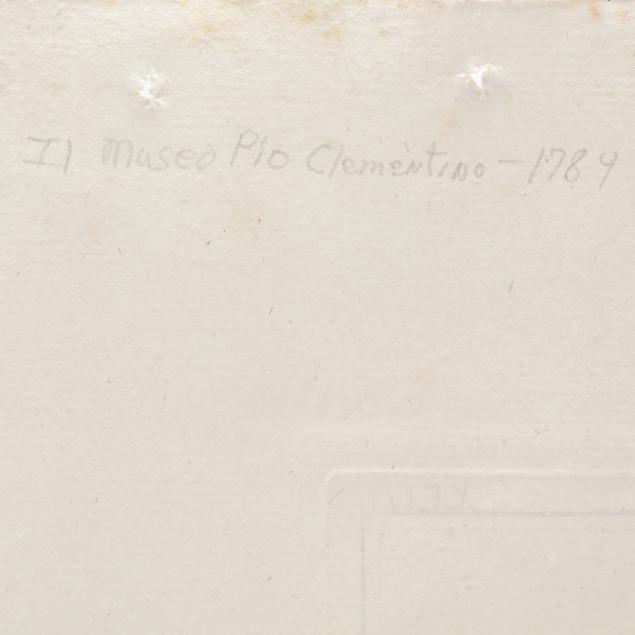 Il Museo Pio Clementino - 1784